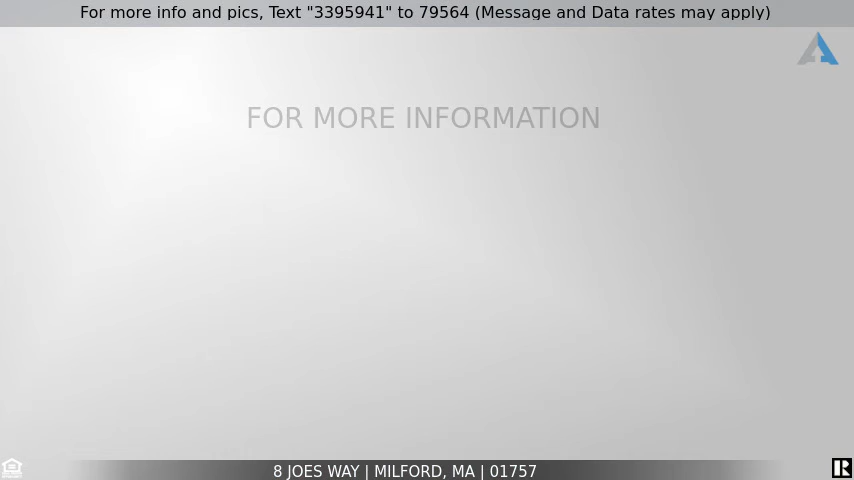 For more info and pics, Text "3395941" to 79564 (Message and Data rates may apply)
FOR MORE INFORMATION
8 JOES WAY | MILFORD, MA | 01757